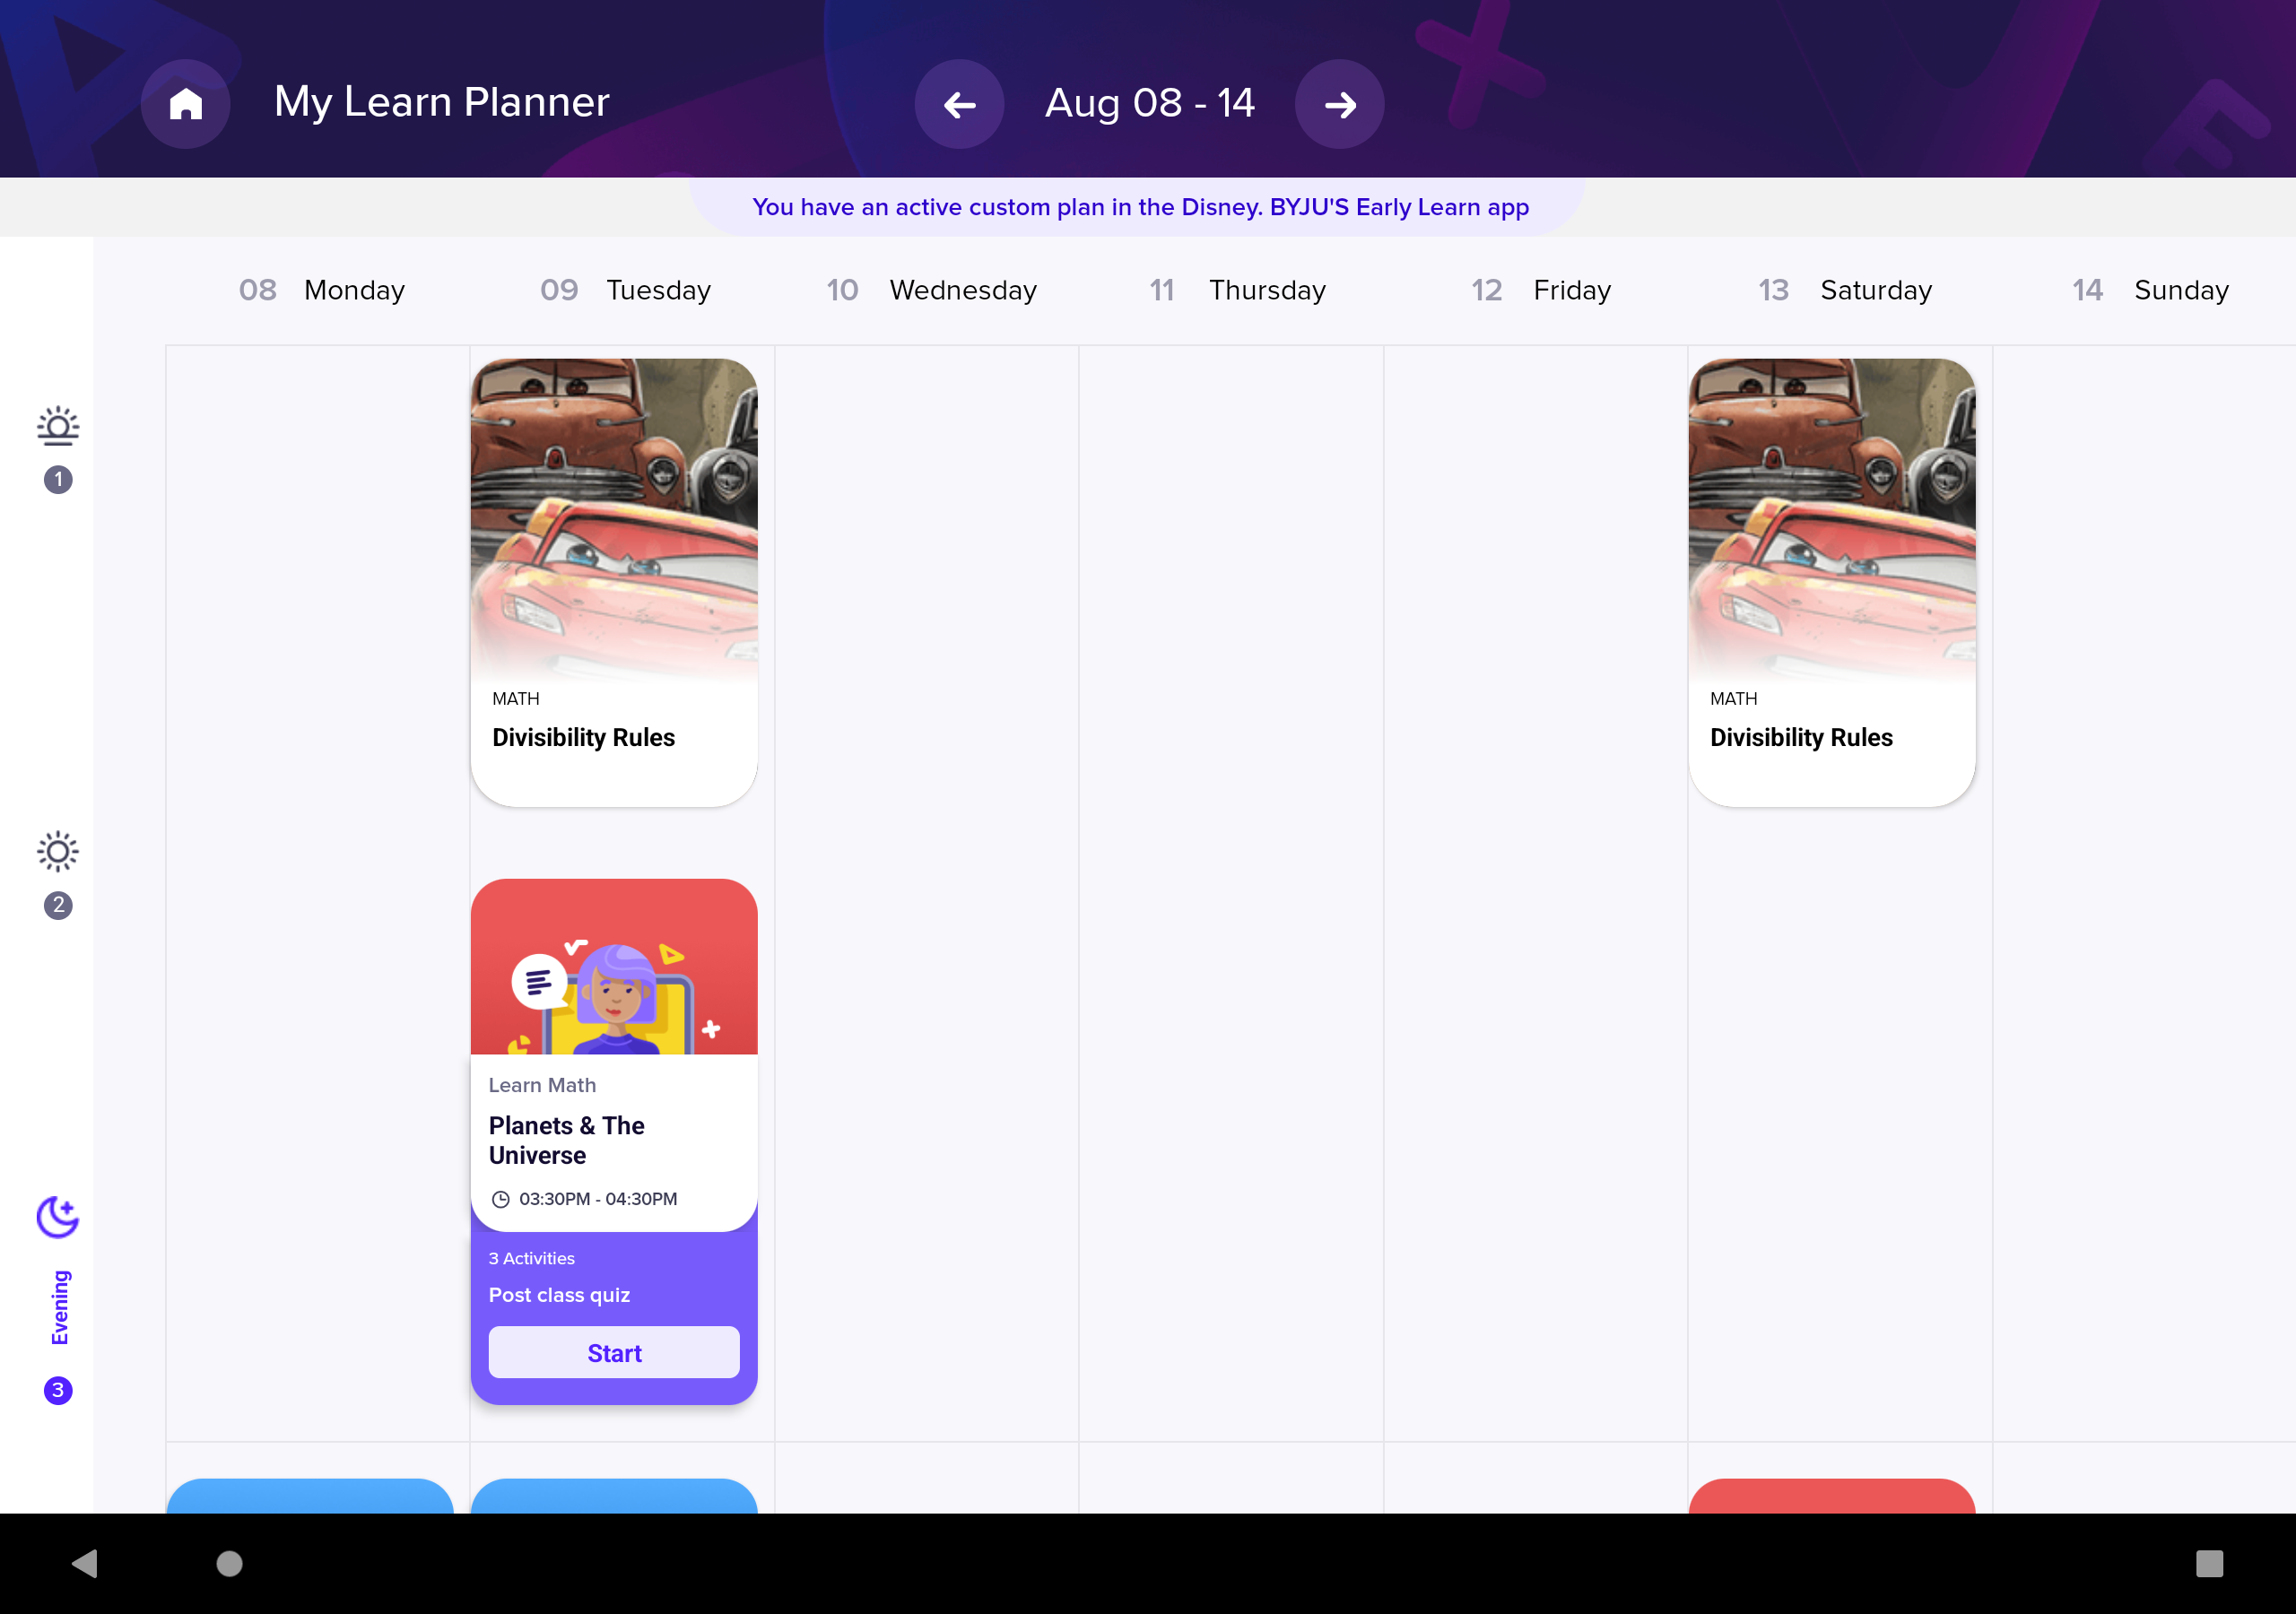 My Learn Planner
Aug 08 - 14
You have an active custom plan in the Disney. BYJU'S Early Learn app
08 Monday
09 Tuesday
10 Wednesday
11 Thursday
12 Friday
13 Saturday
14 Sunday
1
MATH
Divisibility Rules
MATH
Divisibility Rules
2
Learn Math
Planets & The
Universe
03:30PM - 04:30PM
3 Activities
Post class quiz
Start
Evening
3